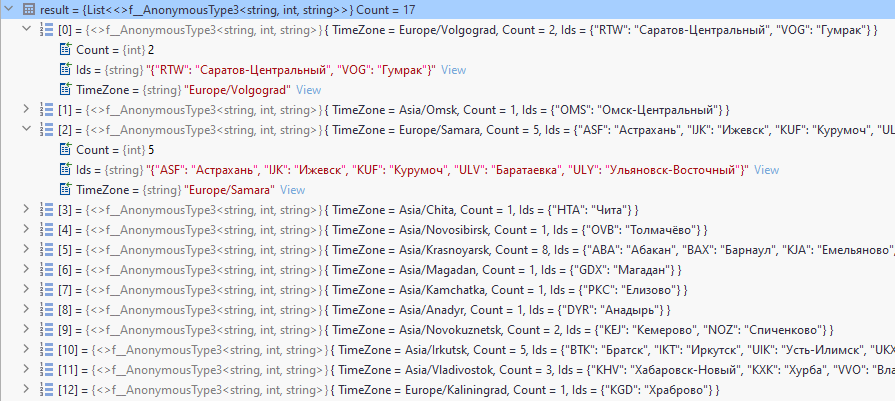 result = {List<<>f__AnonymousType3<string, int, string>>} Count = 17
[0] = {<>f__AnonymousType3<string, int, string>} { TimeZone = Europe/Volgograd, Count = 2, Ids = {"RTW": "Саратов-Центральный", "VOG": "Гумрак"} }
Count = {int} 2
Ids = {string} "{"RTW": "Саратов-Центральный", "VOG": "Гумрак"}" View
TimeZone = {string} "Europe/Volgograd" View
[1] = {<>f__AnonymousType3<string, int, string>} { TimeZone = Asia/Omsk, Count = 1, Ids = {"OMS": "Омск-Центральный"} }
[2] = {<>f__AnonymousType3<string, int, string>} { TimeZone = Europe/Samara, Count = 5, Ids = {"ASF": "Астрахань", "IJK": "Ижевск", "KUF": "Курумоч", "UL
Count = {int} 5
Ids = {string} "{"ASF": "Астрахань", "IJK": "Ижевск", "KUF": "Курумоч", "ULV": "Баратаевка", "ULY": "Ульяновск-Восточный"}" View
TimeZone = {string} "Europe/Samara" View
[3] = {<>f__AnonymousType3<string, int, string>} { TimeZone = Asia/Chita, Count = 1, Ids = {"HTA": "Чита"} }
[4] = {<>f__AnonymousType3<string, int, string>} { TimeZone = Asia/Novosibirsk, Count = 1, Ids = {"OVB": "Толмачёво"} }
[5] = {<>f__AnonymousType3<string, int, string>} { TimeZone = Asia/Krasnoyarsk, Count = 8, Ids = {"ABA": "Абакан", "BAX": "Барнаул", "KJA": "Емельяново",
[6] = {<>f__AnonymousType3<string, int, string>} { TimeZone = Asia/Magadan, Count = 1, Ids = {"GDX": "Магадан"} }
[7] = {<>f__AnonymousType3<string, int, string>} { TimeZone = Asia/Kamchatka, Count = 1, Ids = {"PKC": "Елизово"} }
[8] = {<>f__AnonymousType3<string, int, string>} { TimeZone = Asia/Anadyr, Count = 1, Ids = {"DYR": "Анадырь"} }
[9] = {<>f__AnonymousType3<string, int, string>} { TimeZone = Asia/Novokuznetsk, Count = 2, Ids = {"KEJ": "Кемерово", "NOZ": "Спиченково"} }
[10] = {<>f__AnonymousType3<string, int, string>} { TimeZone = Asia/Irkutsk, Count = 5, Ids = {"BTK": "Братск", "IKT": "Иркутск", "UIK": "Усть-Илимск", "UKX
[11] = {<>f__AnonymousType3<string, int, string>} { TimeZone = Asia/Vladivostok, Count = 3, Ids = {"KHV": "Хабаровск-Новый", "KXK": "Хурба", "VVO": "Вла
[12] = {<>f__AnonymousType3<string, int, string>} { TimeZone = Europe/Kaliningrad, Count = 1, Ids = {"KGD": "Храброво"} }